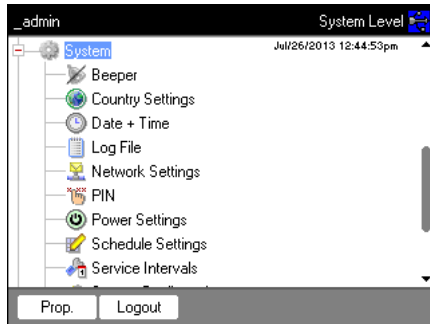 _admin System Level
System Jul/26/2013 12:44:53pm
Beeper
Country Settings
Date + Time
Log File
Network Settings
PIN
Power Settings
Schedule Settings
Service Intervals
Prop. Logout